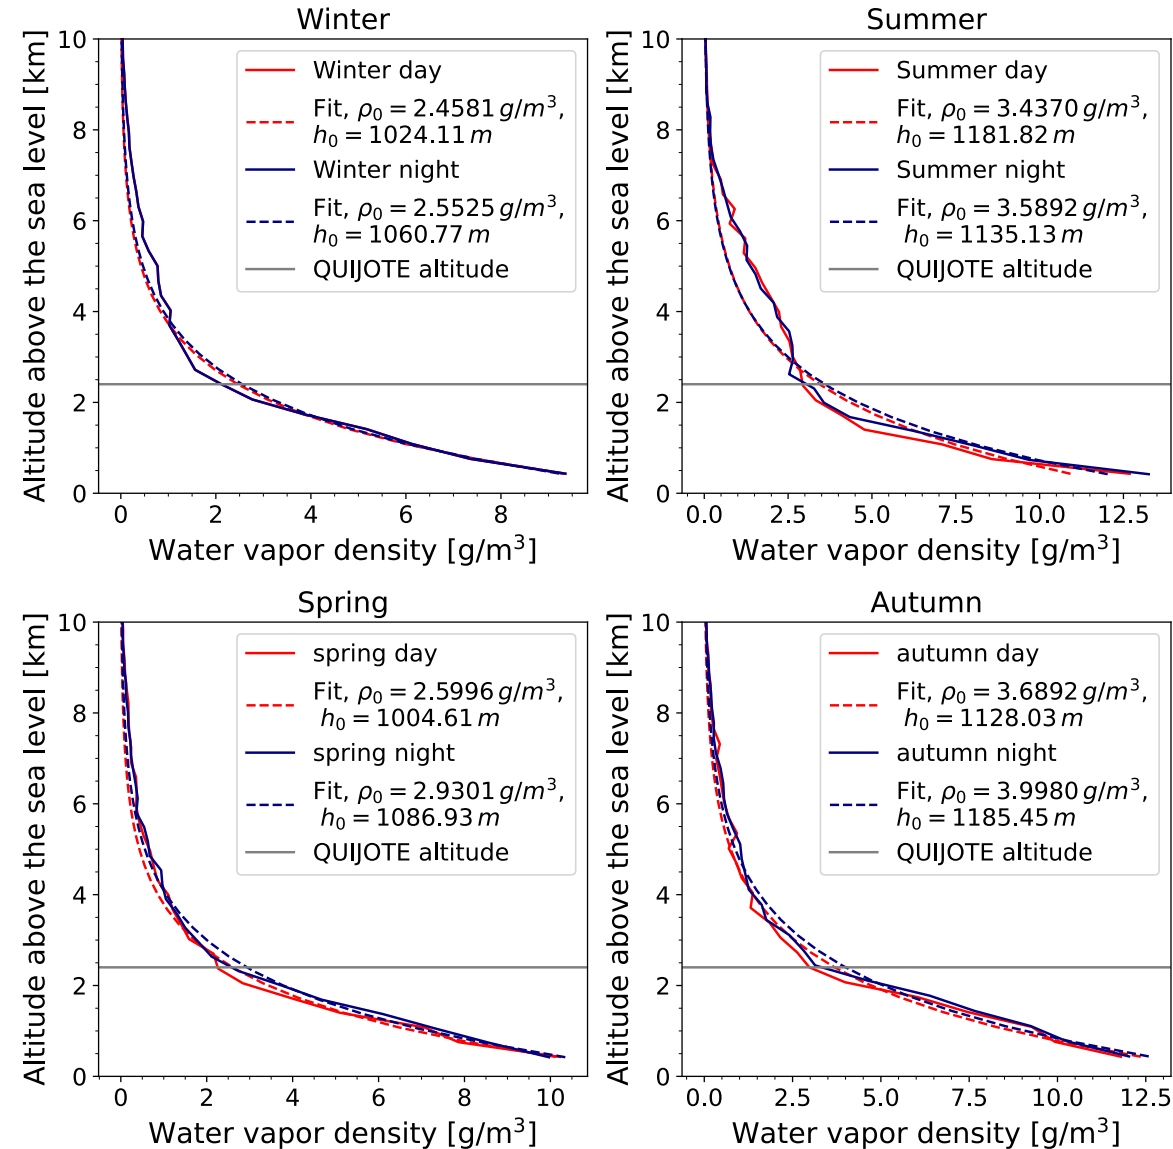 Winter
Altitude above the sea level [km]
10
8
6
4
2
0
Winter day
Fit, ρ₀ = 2.4581 g/m³,
h₀ = 1024.11 m
Winter night
Fit, ρ₀ = 2.5525 g/m³,
h₀ = 1060.77 m
QUIJOTE altitude
0 2 4 6 8
Water vapor density [g/m³]
Summer
Altitude above the sea level [km]
10
8
6
4
2
0
Summer day
Fit, ρ₀ = 3.4370 g/m³,
h₀ = 1181.82 m
Summer night
Fit, ρ₀ = 3.5892 g/m³,
h₀ = 1135.13 m
QUIJOTE altitude
0.0 2.5 5.0 7.5 10.0 12.5
Water vapor density [g/m³]
Spring
Altitude above the sea level [km]
10
8
6
4
2
0
spring day
Fit, ρ₀ = 2.5996 g/m³,
h₀ = 1004.61 m
spring night
Fit, ρ₀ = 2.9301 g/m³,
h₀ = 1086.93 m
QUIJOTE altitude
0 2 4 6 8 10
Water vapor density [g/m³]
Autumn
Altitude above the sea level [km]
10
8
6
4
2
0
autumn day
Fit, ρ₀ = 3.6892 g/m³,
h₀ = 1128.03 m
autumn night
Fit, ρ₀ = 3.9980 g/m³,
h₀ = 1185.45 m
QUIJOTE altitude
0.0 2.5 5.0 7.5 10.0 12.5
Water vapor density [g/m³]